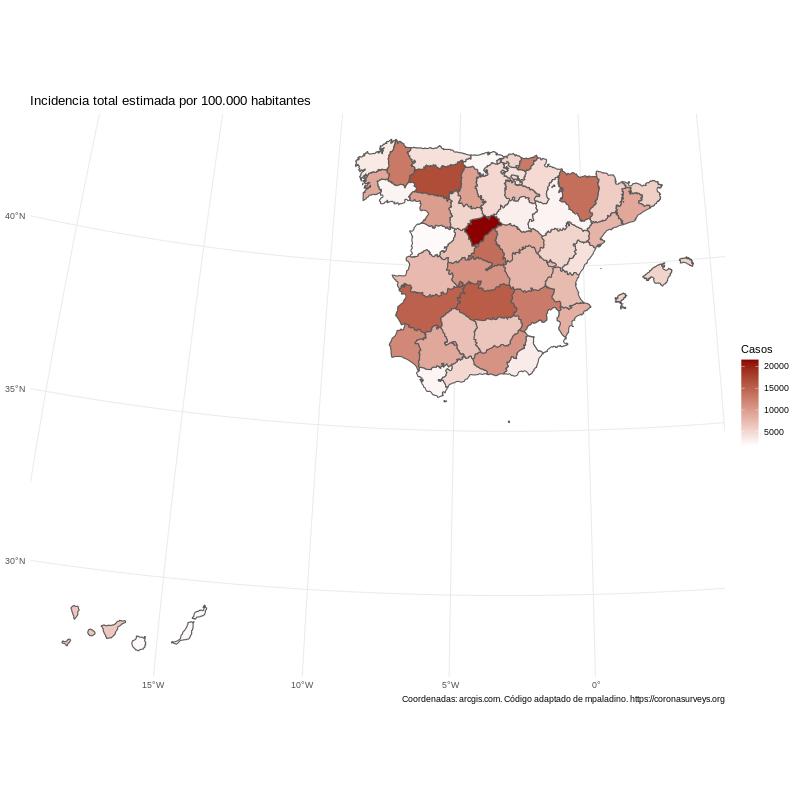 Incidencia total estimada por 100.000 habitantes
40°N
35°N
30°N
15°W
10°W
5°W
0°
Casos
20000
15000
10000
5000
Coordenadas: arcgis.com. Código adaptado de mpaladino. https://coronasurveys.org